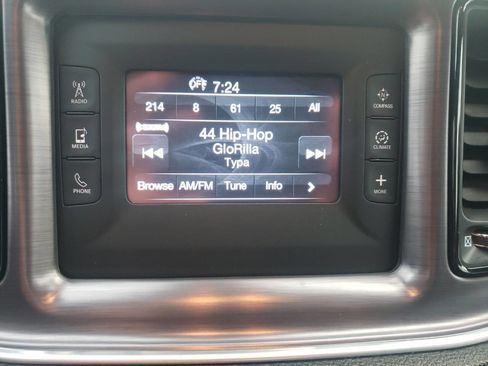 OFF 7:24
214 8 61 25 All
44 Hip-Hop
GloRilla
Typa
Browse AM/FM Tune Info
RADIO
MEDIA
PHONE
COMPASS
CLIMATE
MORE